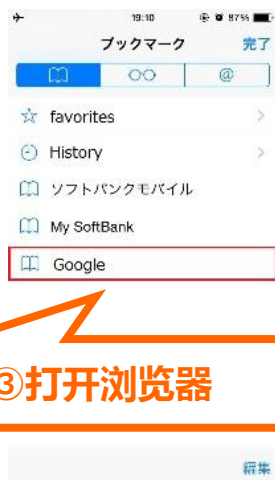 19:10 87%
ブックマーク 完了
@
favorites
History
ソフトバンクモバイル
My SoftBank
Google
③打开浏览器
編集